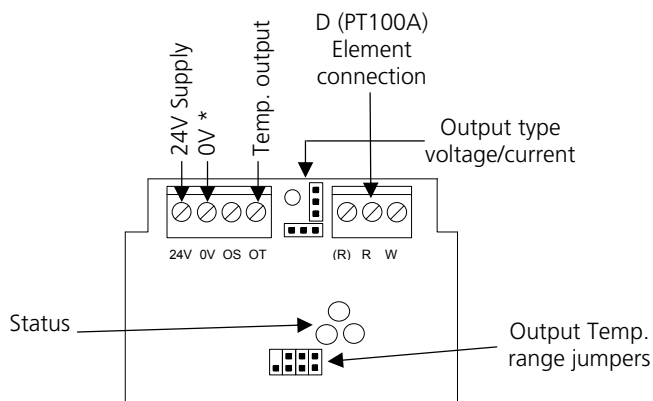 D (PT100A)
Element
connection
24V Supply
0V *
Temp. output
Output type
voltage/current
24V 0V OS OT
(R) R W
Status
Output Temp.
range jumpers